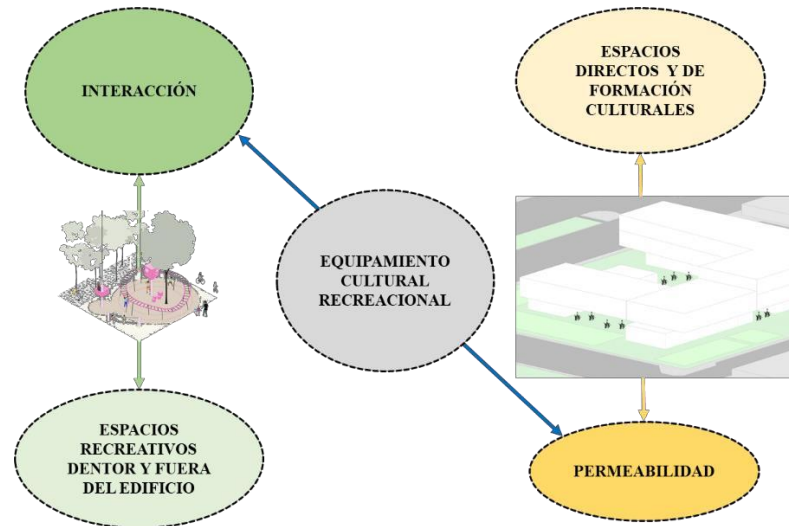 INTERACCIÓN
ESPACIOS
DIRECTOS Y DE
FORMACIÓN
CULTURALES
EQUIPAMIENTO
CULTURAL
RECREACIONAL
ESPACIOS
RECREATIVOS
DENTOR Y FUERA
DEL EDIFICIO
PERMEABILIDAD